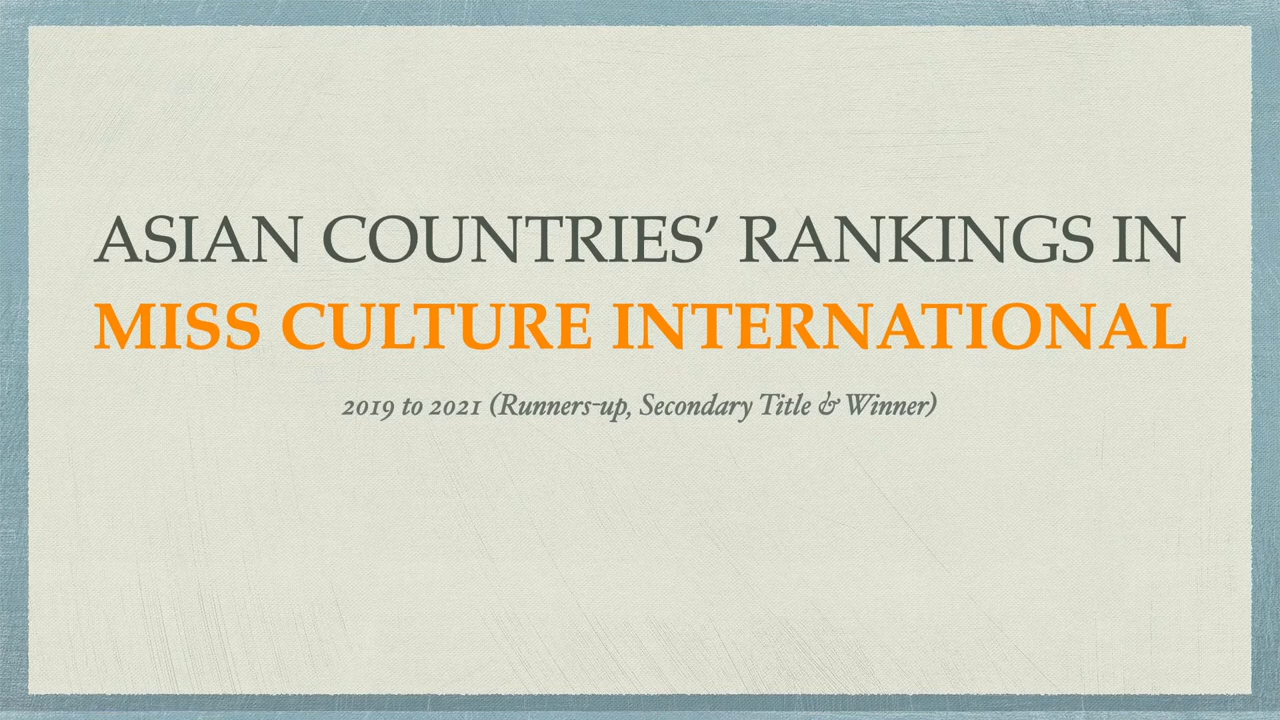 ASIAN COUNTRIES’ RANKINGS IN
MISS CULTURE INTERNATIONAL
2019 to 2021 (Runners-up, Secondary Title & Winner)